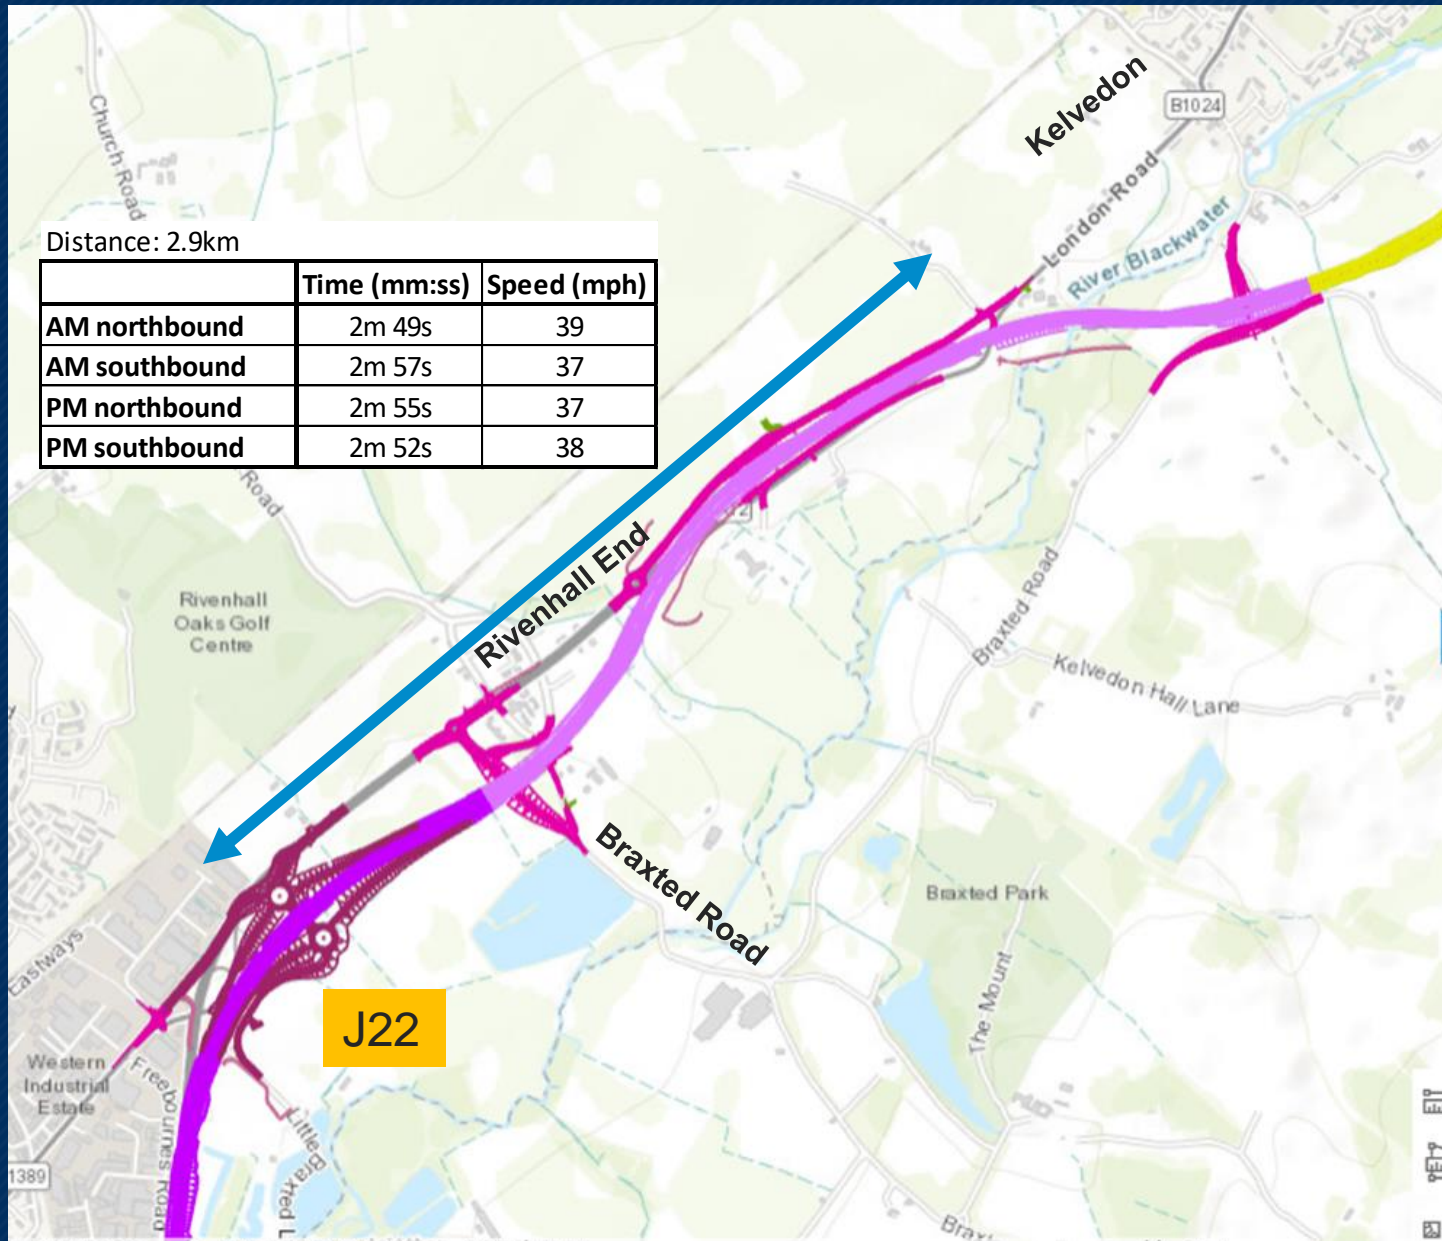 Kelvedon
B1024
Church Road
London Road
River Blackwater
Distance: 2.9km
Time (mm:ss) Speed (mph)
AM northbound 2m 49s 39
AM southbound 2m 57s 37
PM northbound 2m 55s 37
PM southbound 2m 52s 38
Road
Rivenhall End
Rivenhall
Oaks Golf
Centre
Braxted Road
Kelvedon Hall Lane
Braxted Road
Braxted Park
Eastways
The Mount
J22
Western
Industrial
Estate
Freebournes Road
Little Braxted L
1389